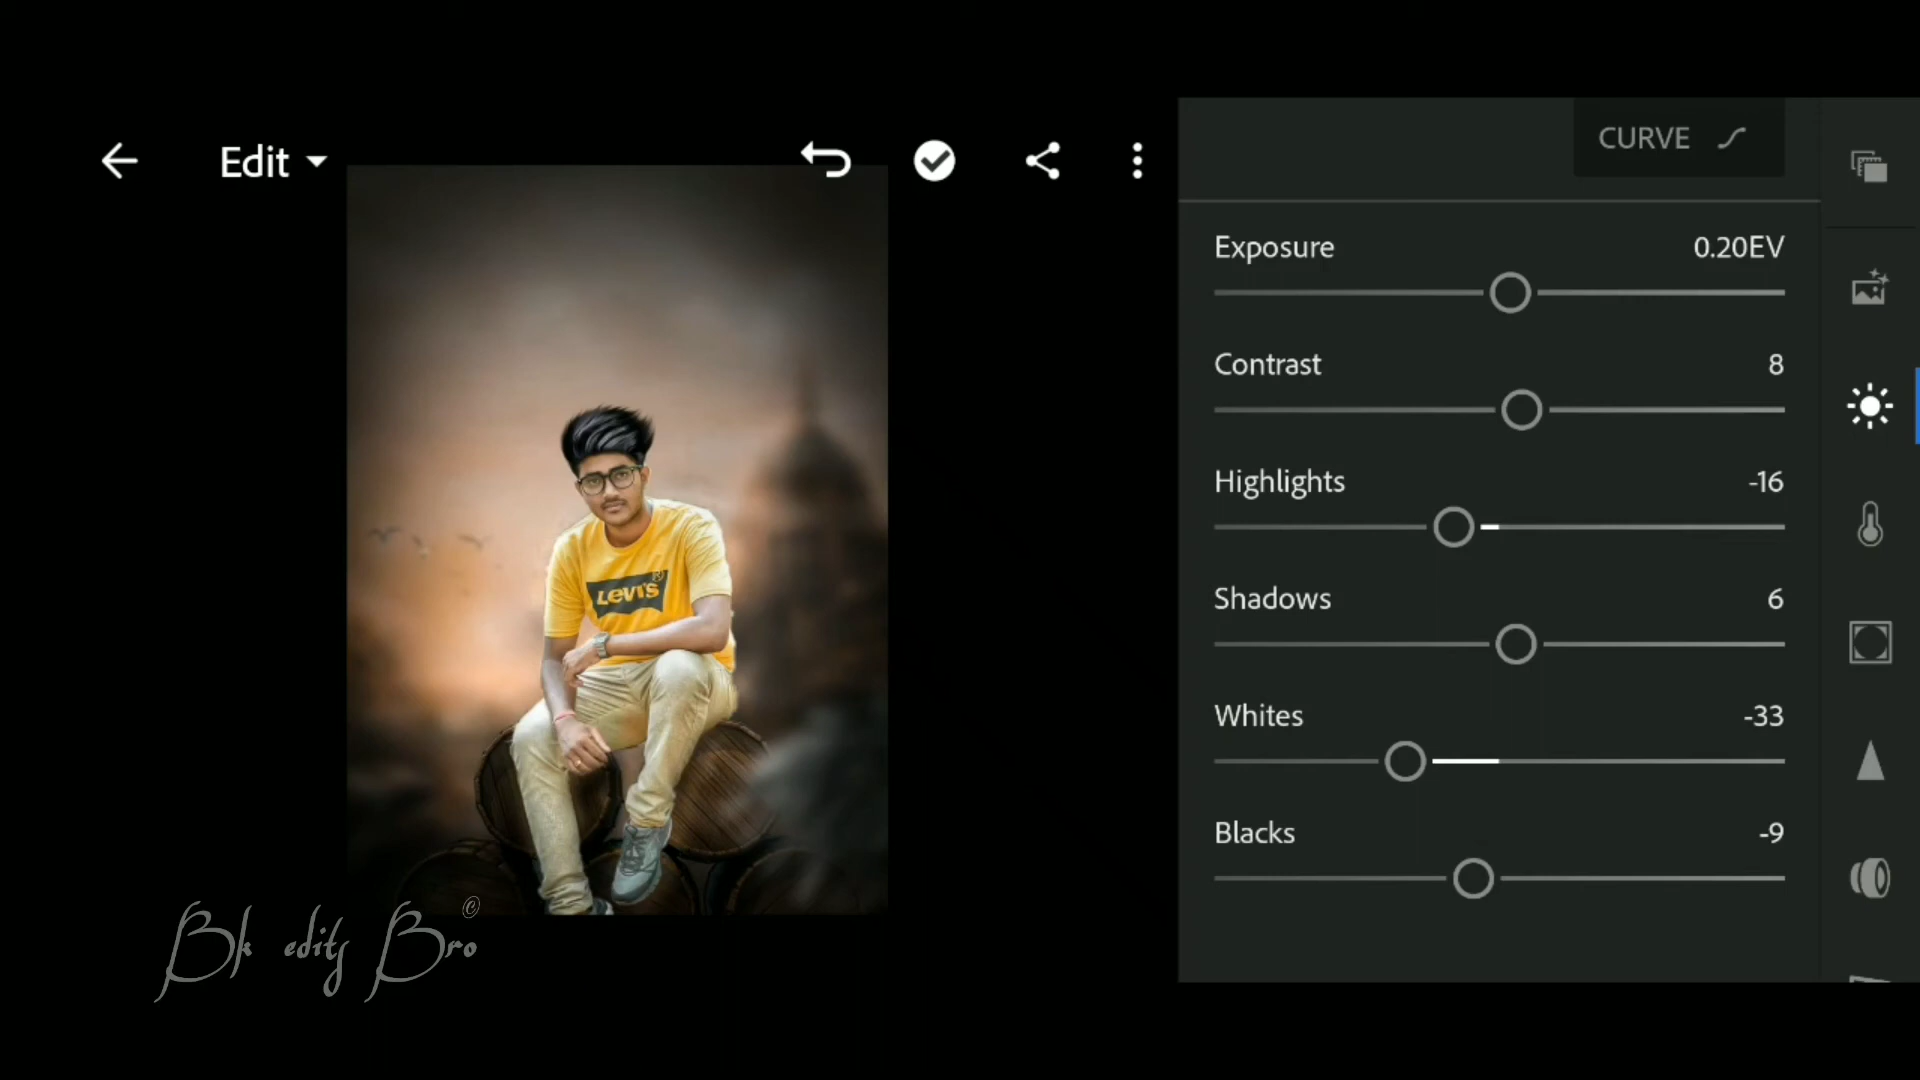 Edit
CURVE
Exposure 0.20EV
Contrast 8
Highlights -16
Shadows 6
Whites -33
Blacks -9
LEVI'S
®
Bk edits Bro ©